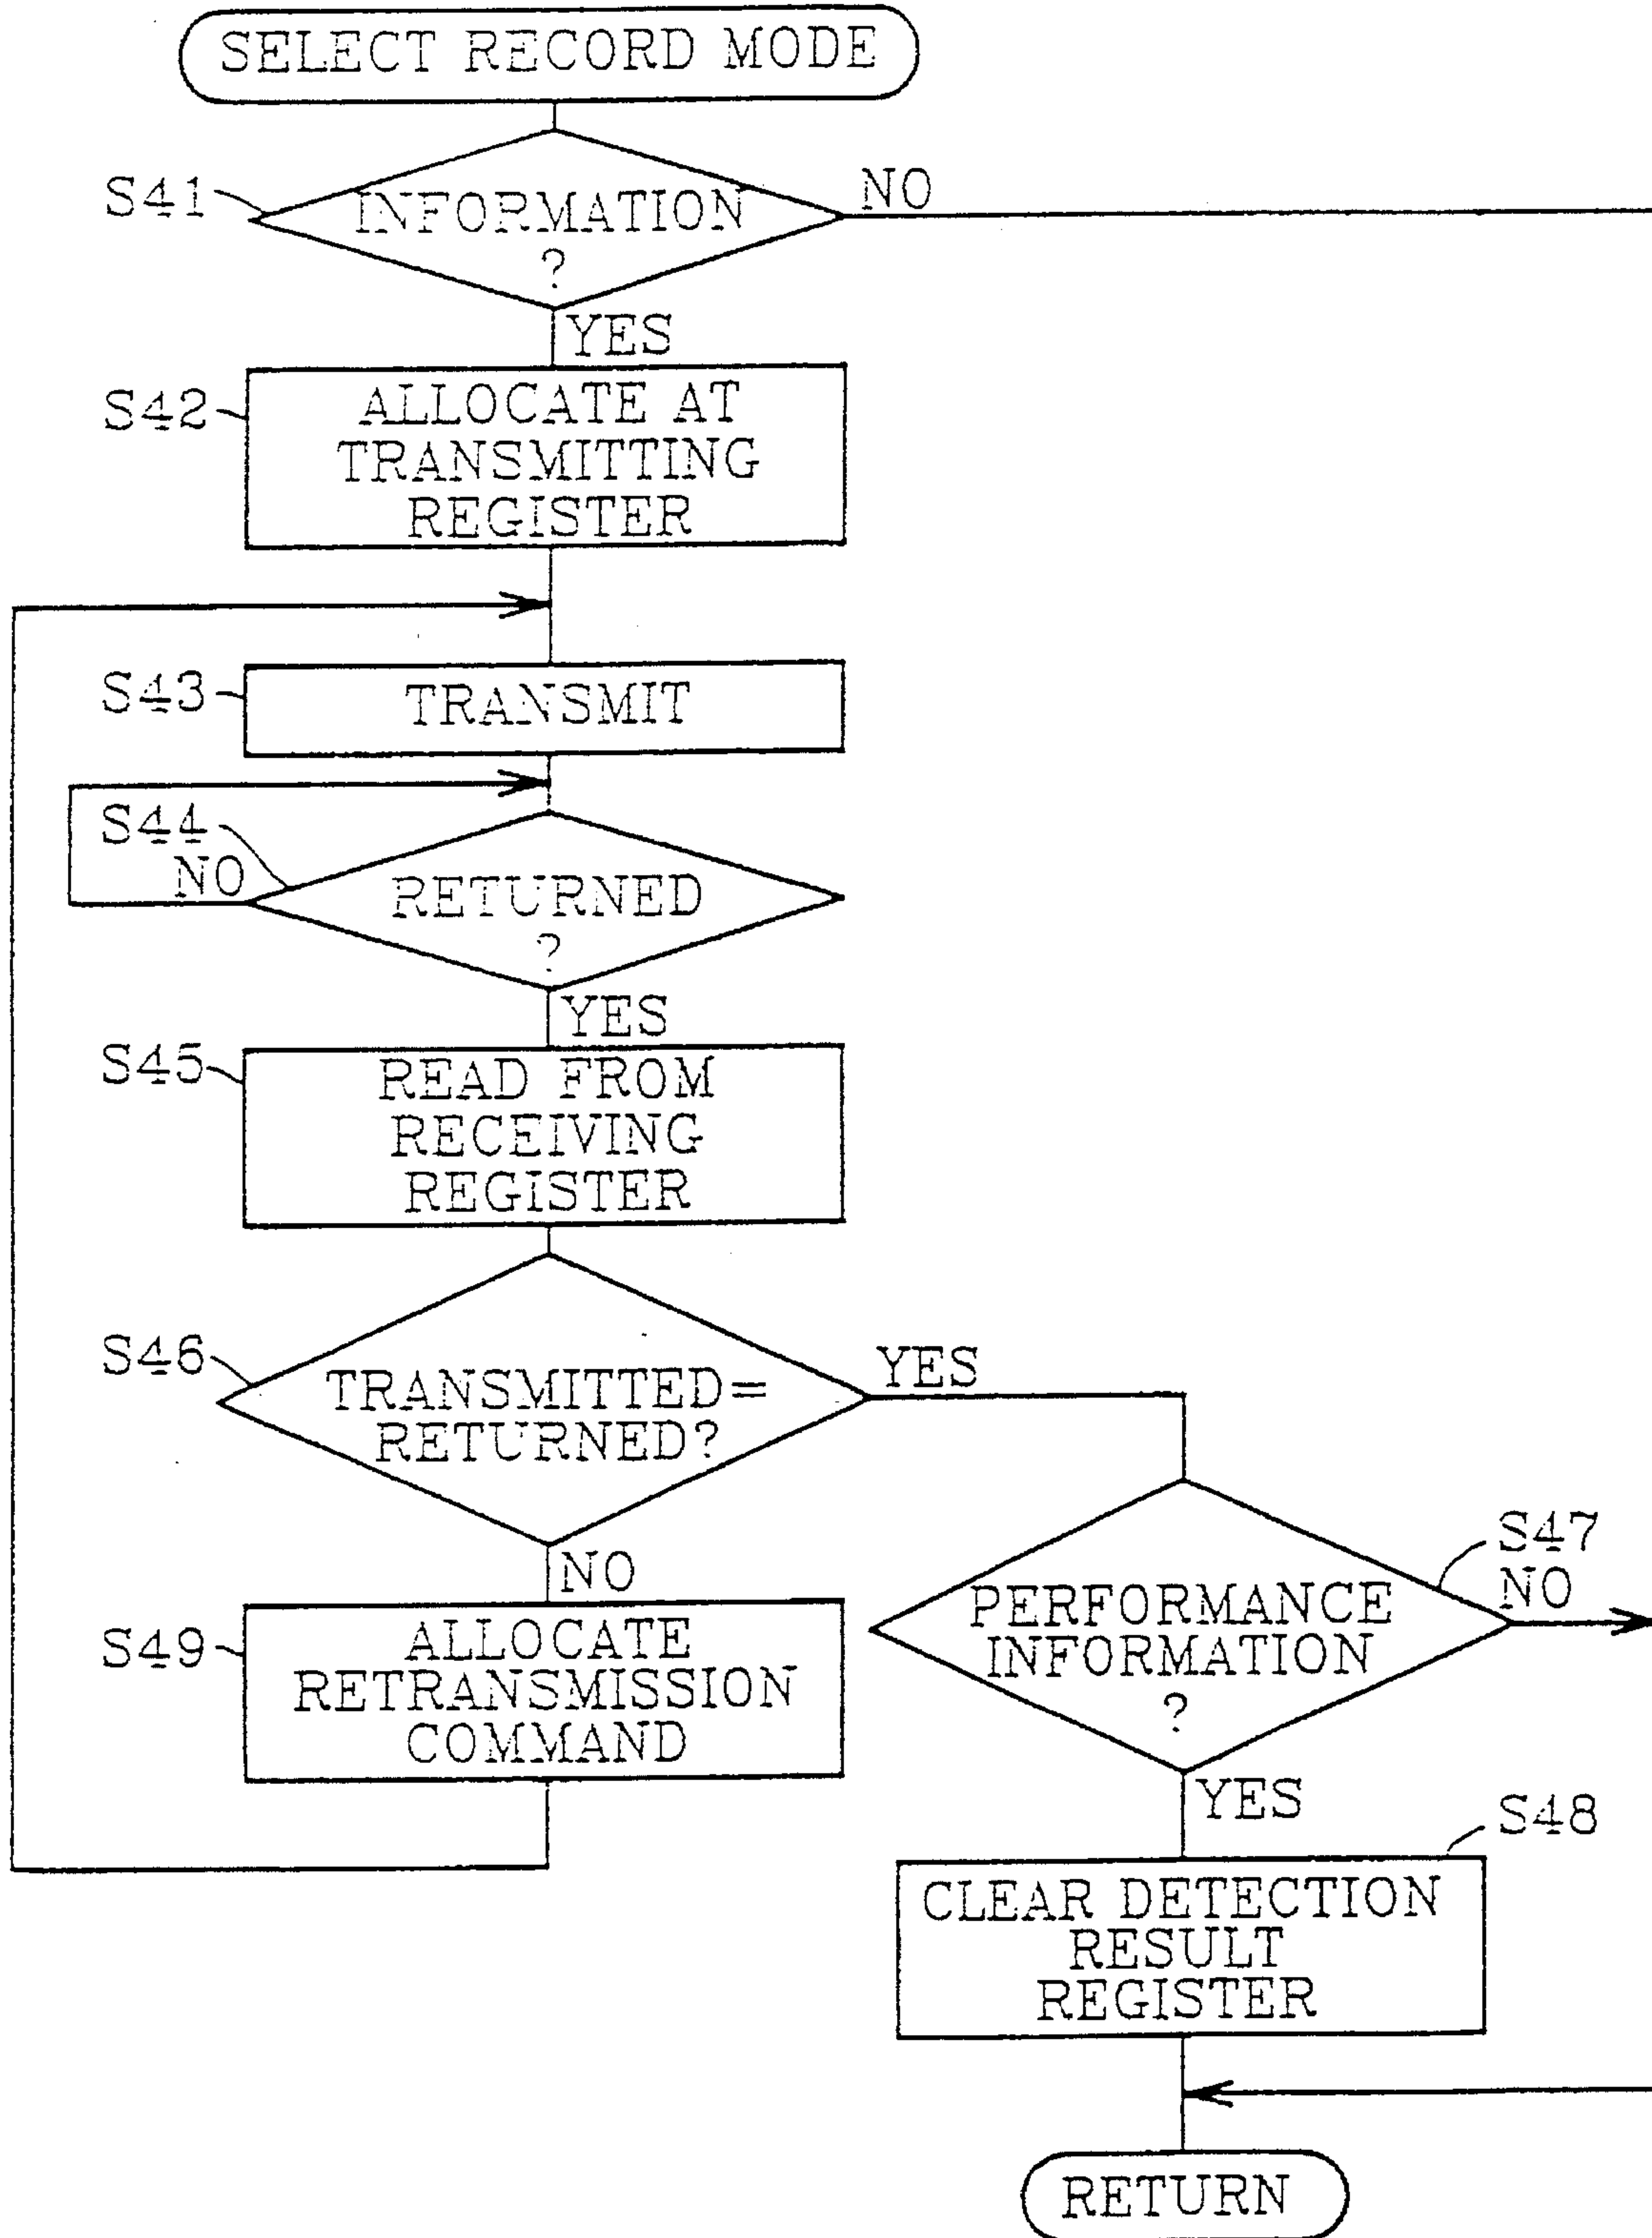 SELECT RECORD MODE
S41
INFORMATION
?
NO
YES
S42
ALLOCATE AT
TRANSMITTING
REGISTER
S43
TRANSMIT
S44
NO
RETURNED
?
YES
S45
READ FROM
RECEIVING
REGISTER
S46
TRANSMITTED=
RETURNED?
YES
NO
S47
NO
PERFORMANCE
INFORMATION
?
YES
S49
ALLOCATE
RETRANSMISSION
COMMAND
S48
CLEAR DETECTION
RESULT
REGISTER
RETURN